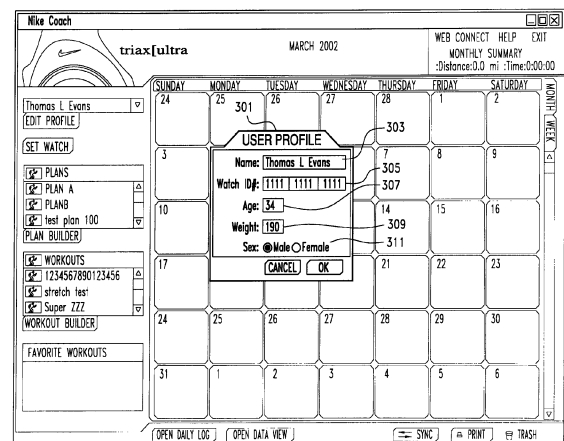 Nike Coach
triax[ultra
MARCH 2002
WEB CONNECT HELP EXIT
MONTHLY SUMMARY
:Distance:0.0 mi :Time:0:00:00
SUNDAY MONDAY TUESDAY WEDNESDAY THURSDAY FRIDAY SATURDAY
MONTH
WEEK
Thomas L Evans
EDIT PROFILE
SET WATCH
PLANS
PLAN A
PLANB
test plan 100
PLAN BUILDER
WORKOUTS
1234567890123456
stretch test
Super ZZZ
WORKOUT BUILDER
FAVORITE WORKOUTS
24 25 26 27 28 1 2
301
USER PROFILE
303
Name: Thomas L Evans
305
Watch ID#: 1111 1111 1111
307
Age: 34
309
Weight: 190
311
Sex: Male Female
CANCEL OK
3 7 8 9
10 14 15 16
17 21 22 23
24 25 26 27 28 29 30
31 1 2 3 4 5 6
OPEN DAILY LOG OPEN DATA VIEW SYNC PRINT TRASH